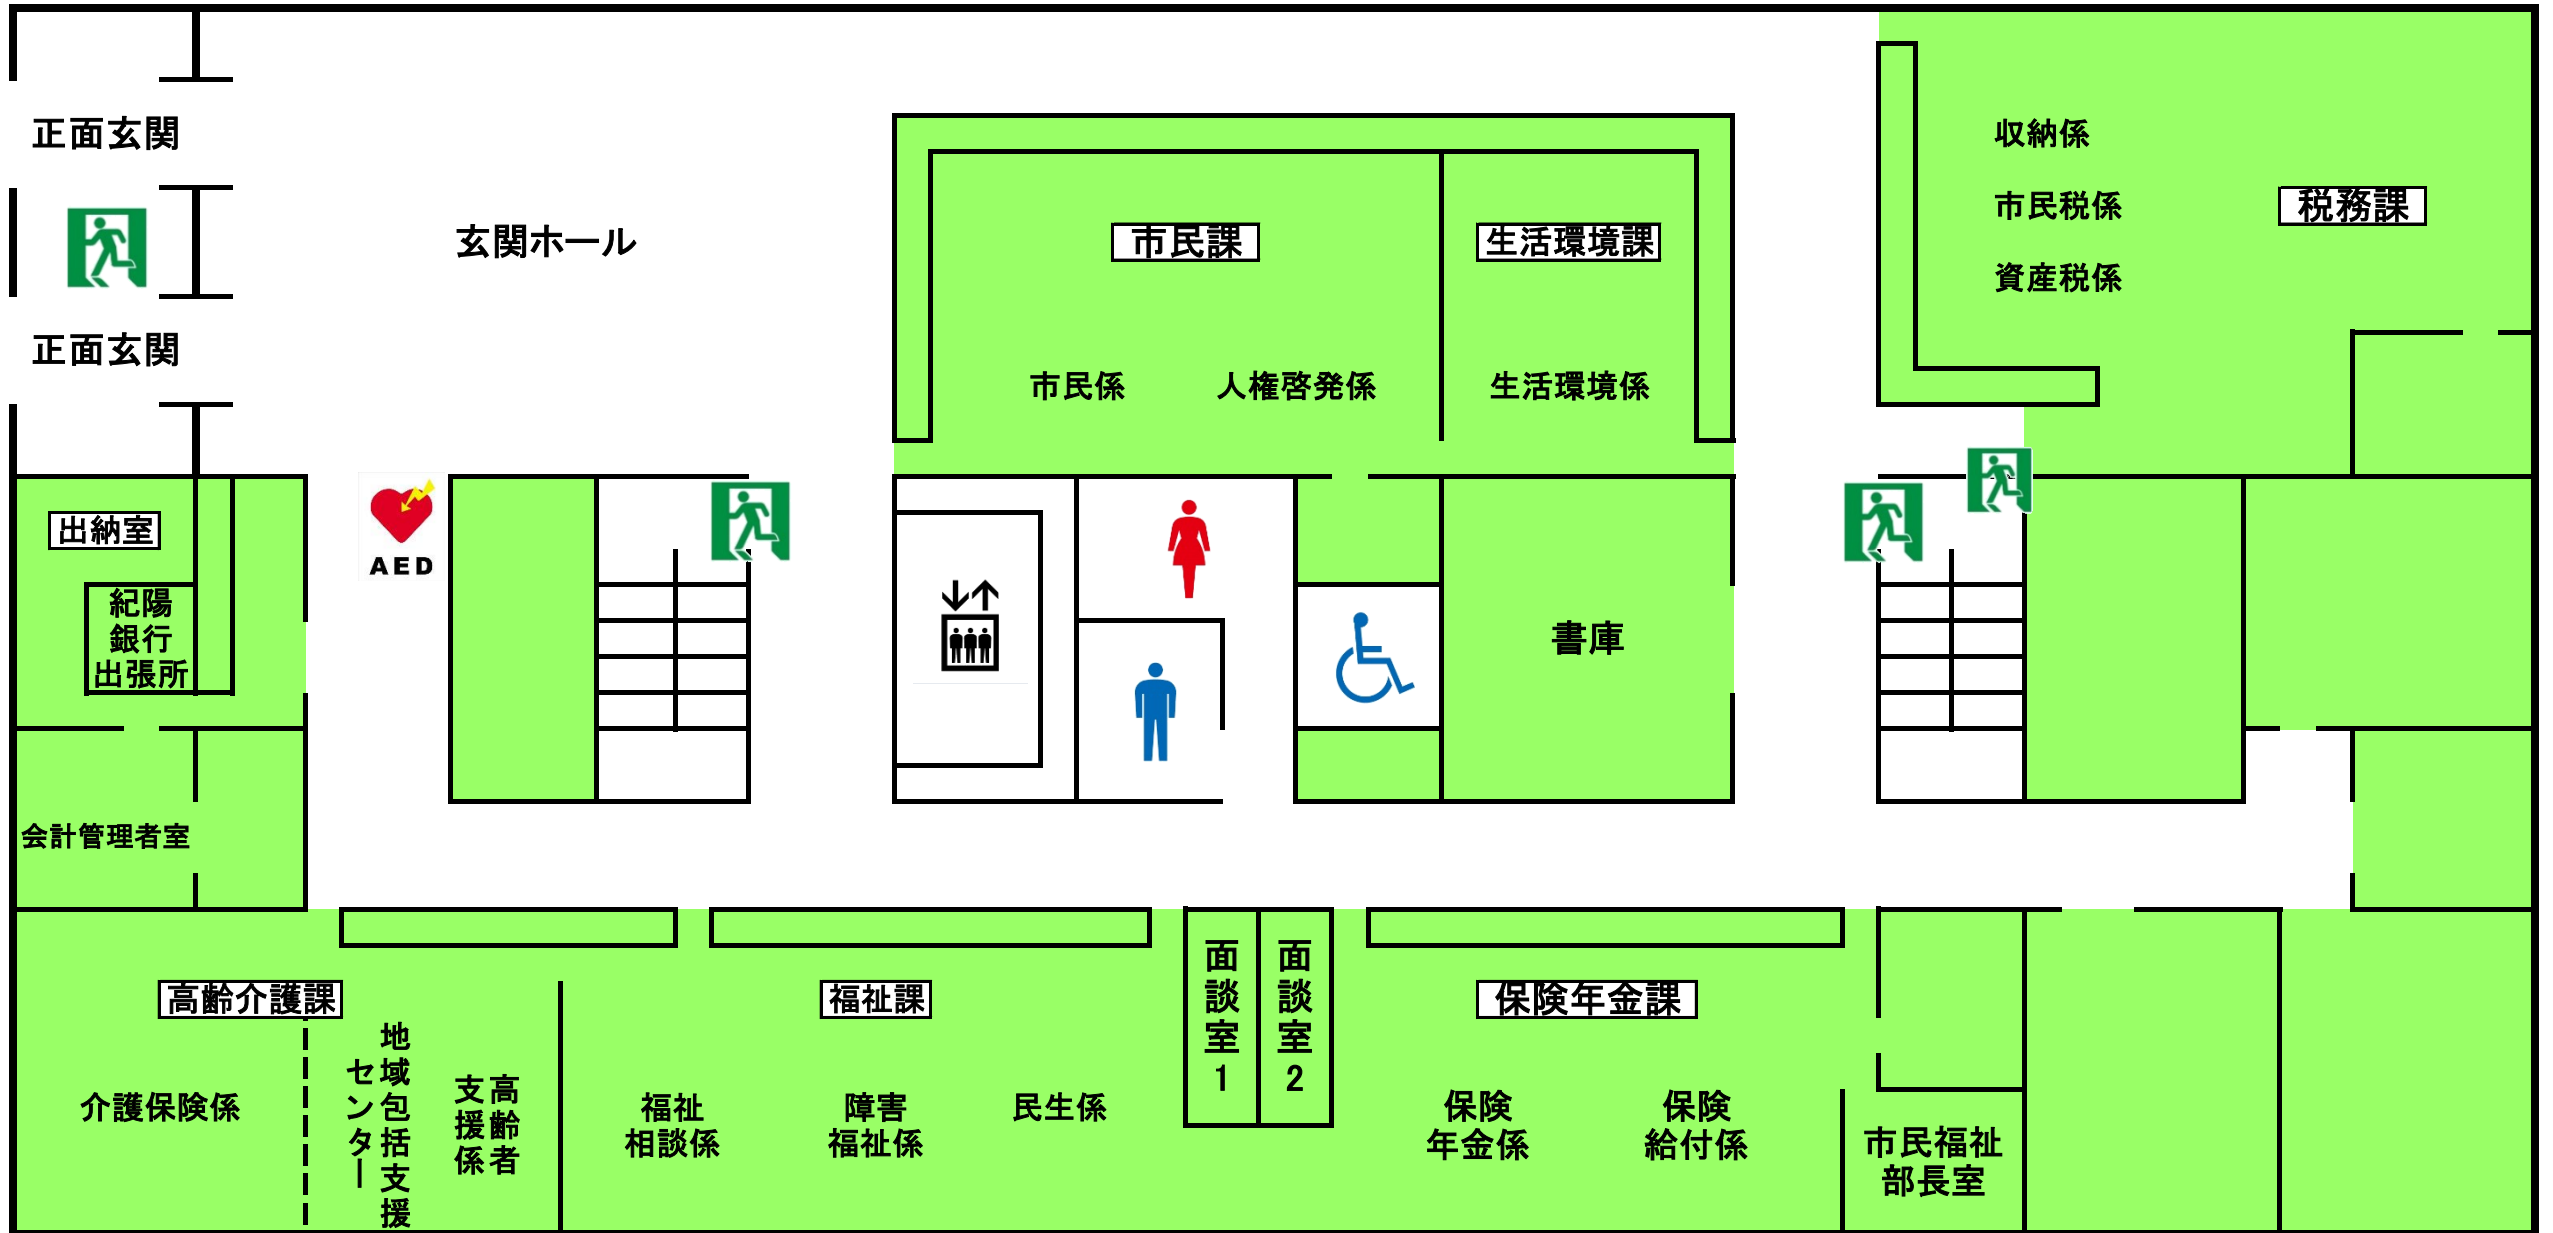 正面玄関
正面玄関
玄関ホール
市民課
市民係
人権啓発係
生活環境課
生活環境係
収納係
市民税係
資産税係
税務課
出納室
紀陽
銀行
出張所
AED
書庫
会計管理者室
高齢介護課
介護保険係
地域包括支援
センター
高齢者
支援係
福祉課
福祉
相談係
障害
福祉係
民生係
面談室1
面談室2
保険年金課
保険
年金係
保険
給付係
市民福祉
部長室